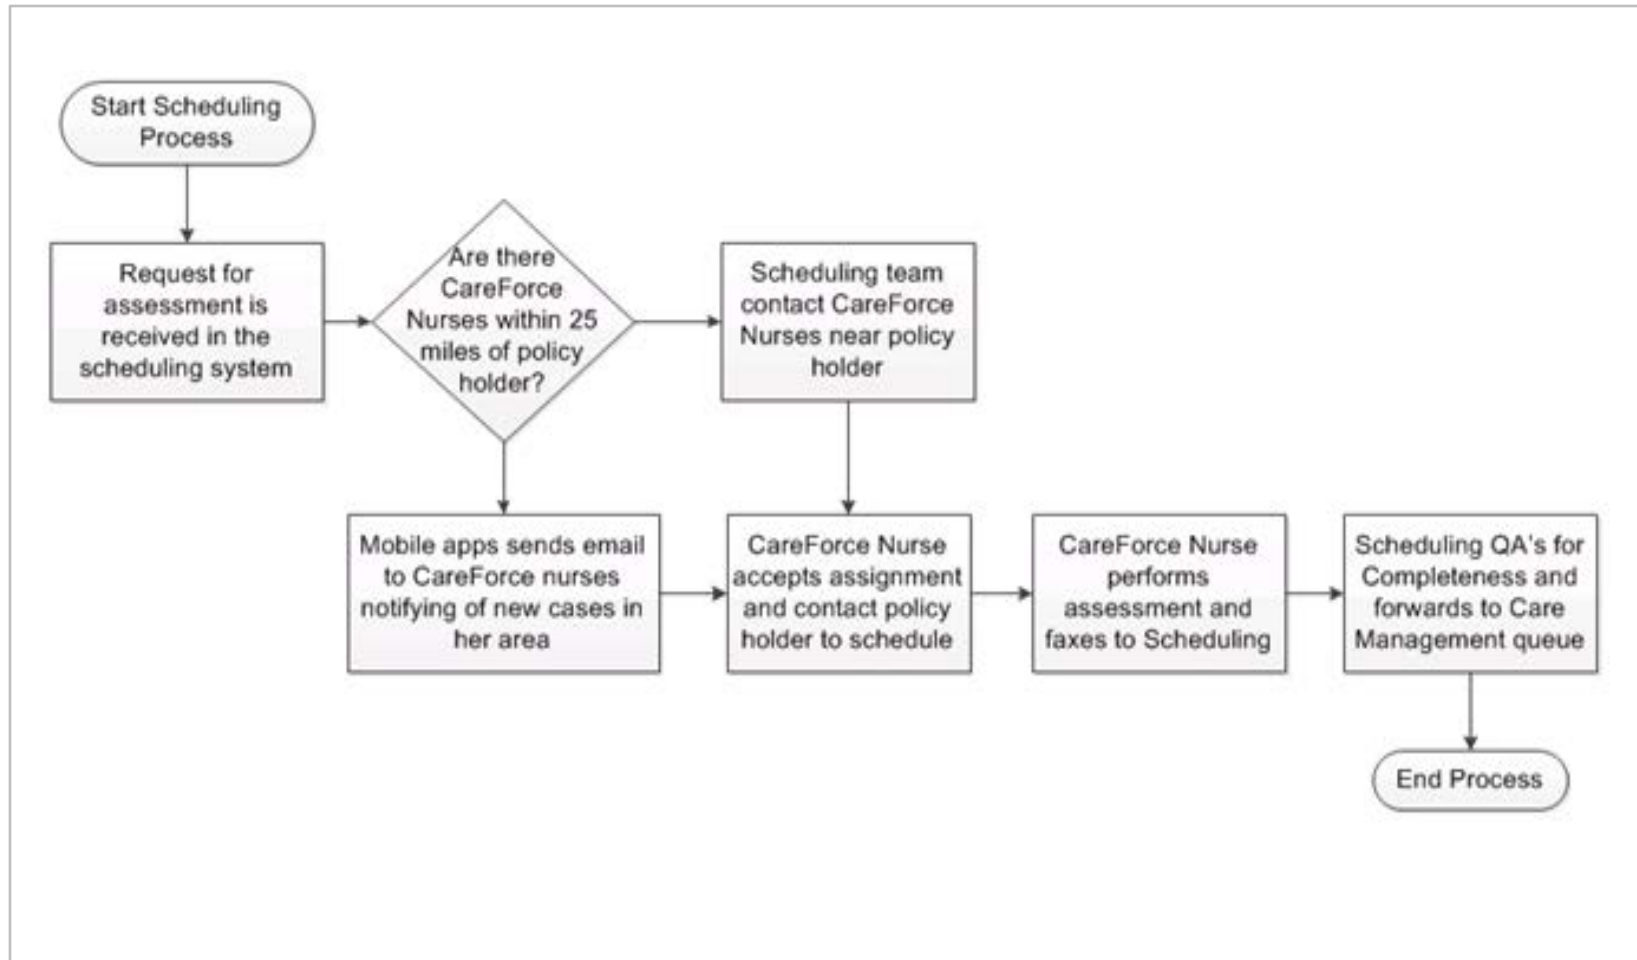 Start Scheduling
Process
Request for
assessment is
received in the
scheduling system
Are there
CareForce
Nurses within 25
miles of policy
holder?
Scheduling team
contact CareForce
Nurses near policy
holder
Mobile apps sends email
to CareForce nurses
notifying of new cases in
her area
CareForce Nurse
accepts assignment
and contact policy
holder to schedule
CareForce Nurse
performs
assessment and
faxes to Scheduling
Scheduling QA's for
Completeness and
forwards to Care
Management queue
End Process